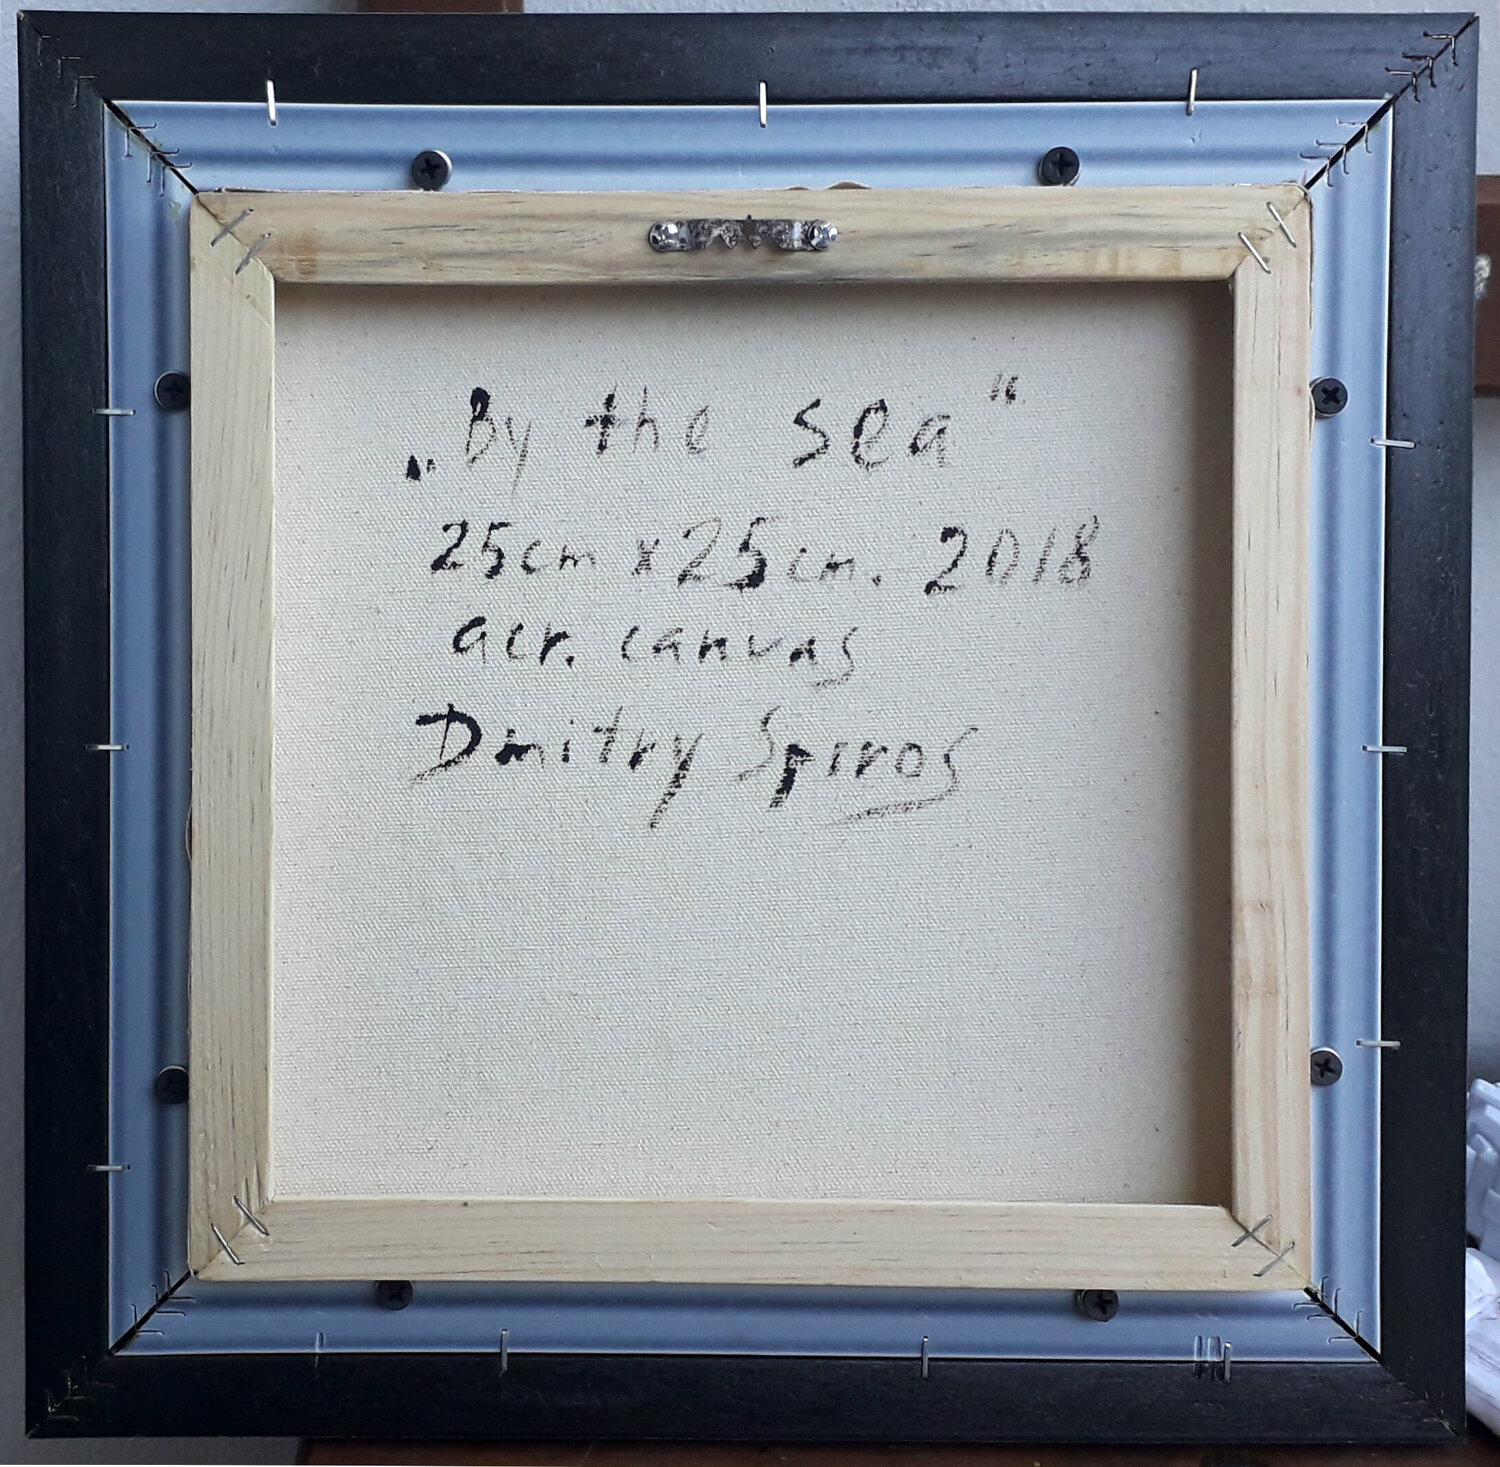 „By the sea“
25cm x 25cm. 2018
acr. canvas
Dmitry Spiros